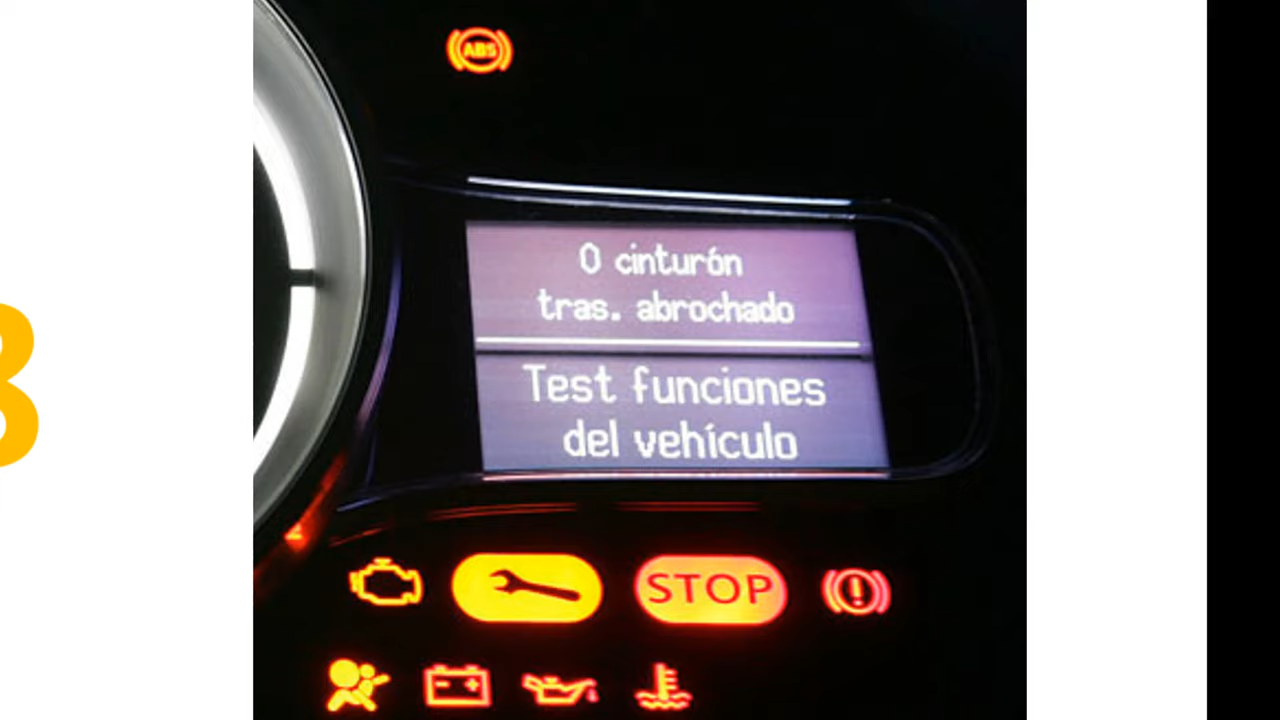 ABS
0 cinturón
tras. abrochado
Test funciones
del vehículo
STOP